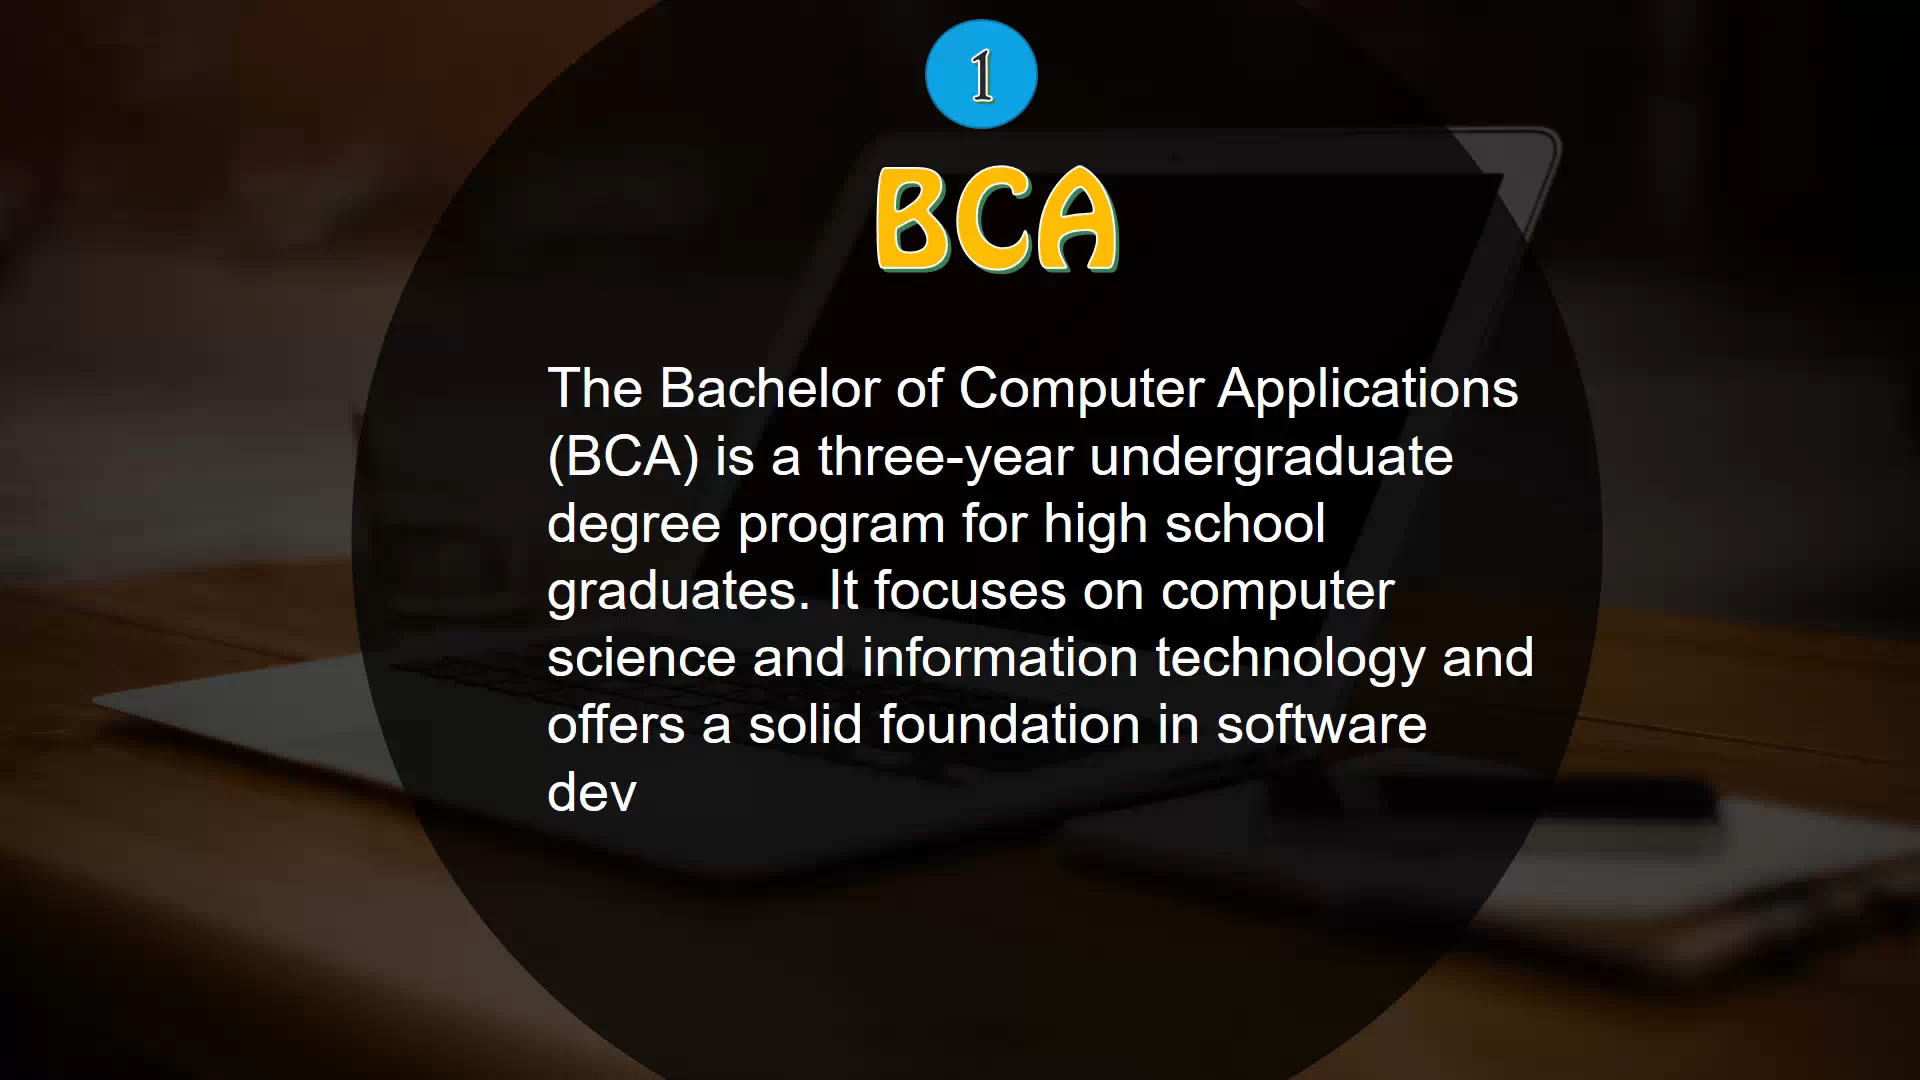 1
BCA
The Bachelor of Computer Applications
(BCA) is a three-year undergraduate
degree program for high school
graduates. It focuses on computer
science and information technology and
offers a solid foundation in software
dev